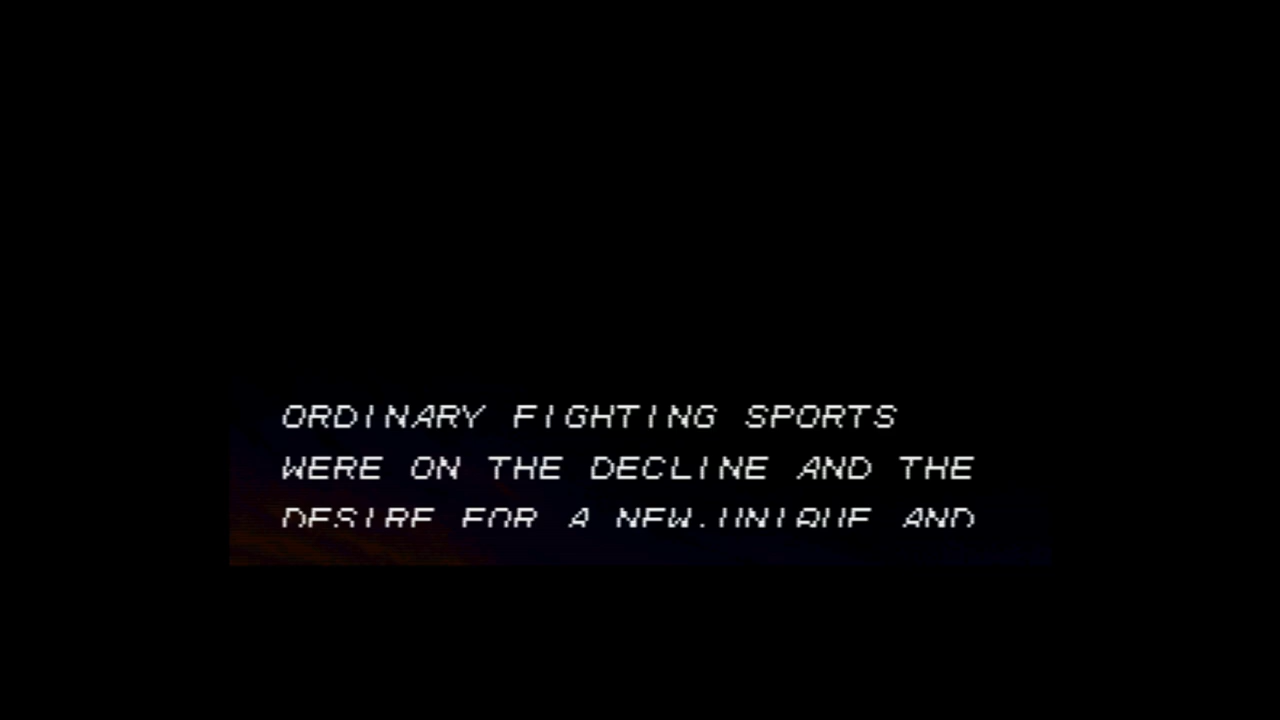 ORDINARY FIGHTING SPORTS
WERE ON THE DECLINE AND THE
DESIRE FOR A NEW.UNIQUE AND